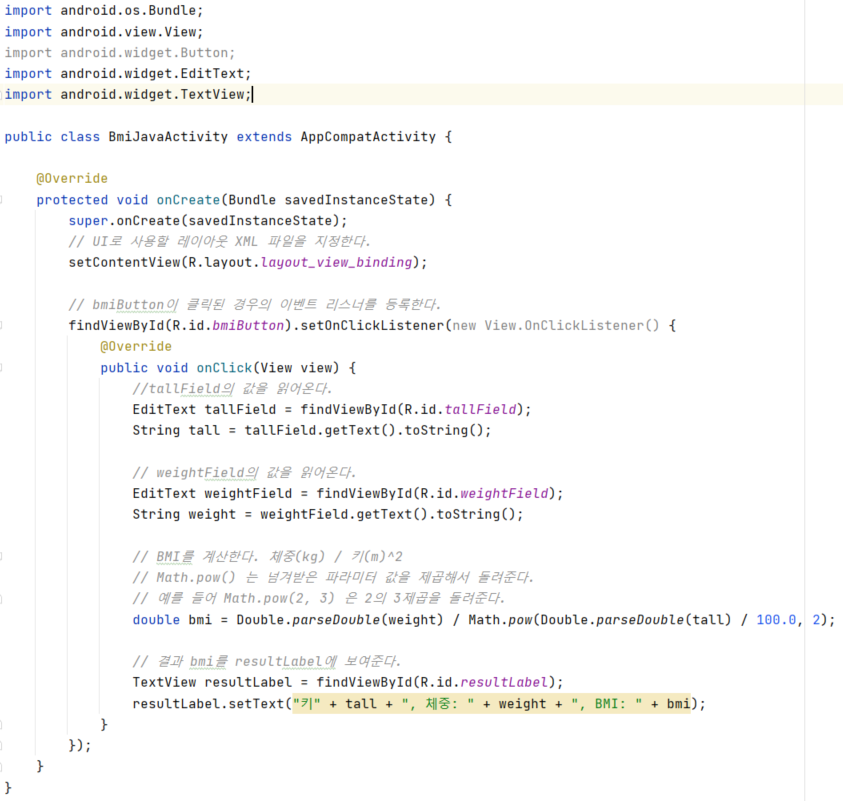 import android.os.Bundle;
import android.view.View;
import android.widget.Button;
import android.widget.EditText;
import android.widget.TextView;
public class BmiJavaActivity extends AppCompatActivity {
@Override
protected void onCreate(Bundle savedInstanceState) {
super.onCreate(savedInstanceState);
// UI로 사용할 레이아웃 XML 파일을 지정한다.
setContentView(R.layout.layout_view_binding);
// bmiButton이 클릭된 경우의 이벤트 리스너를 등록한다.
findViewById(R.id.bmiButton).setOnClickListener(new View.OnClickListener() {
@Override
public void onClick(View view) {
//tallField의 값을 읽어온다.
EditText tallField = findViewById(R.id.tallField);
String tall = tallField.getText().toString();
// weightField의 값을 읽어온다.
EditText weightField = findViewById(R.id.weightField);
String weight = weightField.getText().toString();
// BMI를 계산한다. 체중(kg) / 키(m)^2
// Math.pow() 는 넘겨받은 파라미터 값을 제곱해서 돌려준다.
// 예를 들어 Math.pow(2, 3) 은 2의 3제곱을 돌려준다.
double bmi = Double.parseDouble(weight) / Math.pow(Double.parseDouble(tall) / 100.0, 2);
// 결과 bmi를 resultLabel에 보여준다.
TextView resultLabel = findViewById(R.id.resultLabel);
resultLabel.setText("키" + tall + ", 체중: " + weight + ", BMI: " + bmi);
}
});
}
}